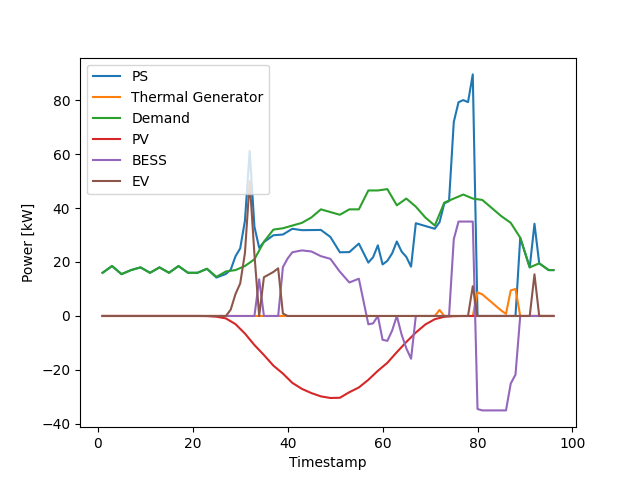 PS
Thermal Generator
Demand
PV
BESS
EV
Power [kW]
80
60
40
20
0
−20
−40
0 20 40 60 80 100
Timestamp